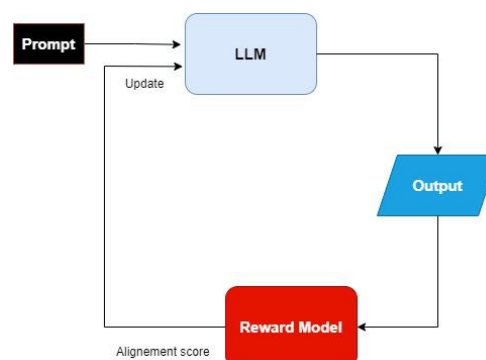 Prompt
LLM
Update
Output
Reward Model
Alignement score